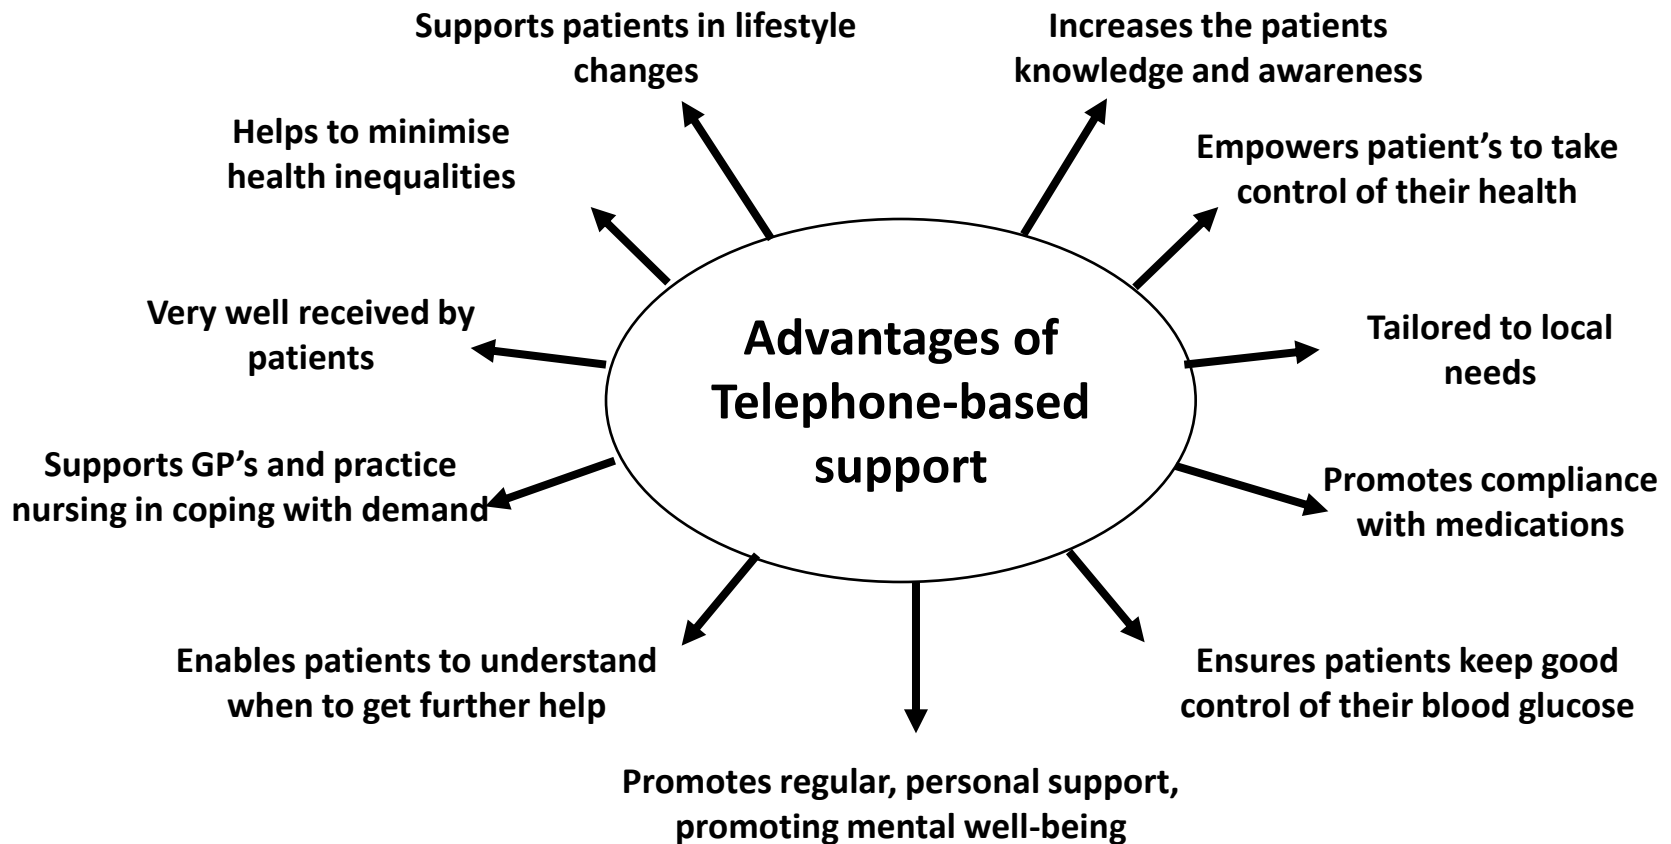 Supports patients in lifestyle
changes
Increases the patients
knowledge and awareness
Helps to minimise
health inequalities
Empowers patient’s to take
control of their health
Very well received by
patients
Advantages of
Telephone-based
support
Tailored to local
needs
Supports GP’s and practice
nursing in coping with demand
Promotes compliance
with medications
Enables patients to understand
when to get further help
Ensures patients keep good
control of their blood glucose
Promotes regular, personal support,
promoting mental well-being